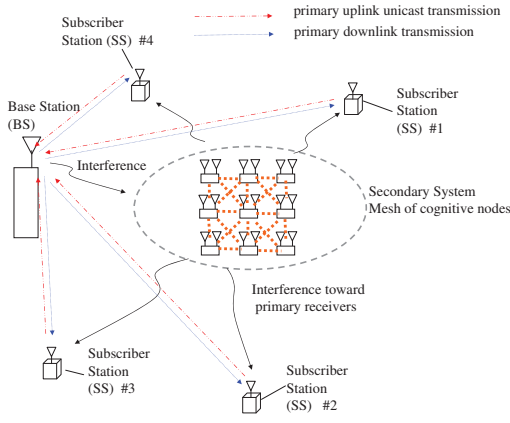 primary uplink unicast transmission
primary downlink transmission
Subscriber
Station (SS) #4
Subscriber
Station
(SS) #1
Base Station
(BS)
Interference
Secondary System
Mesh of cognitive nodes
Interference toward
primary receivers
Subscriber
Station
(SS) #3
Subscriber
Station
(SS) #2